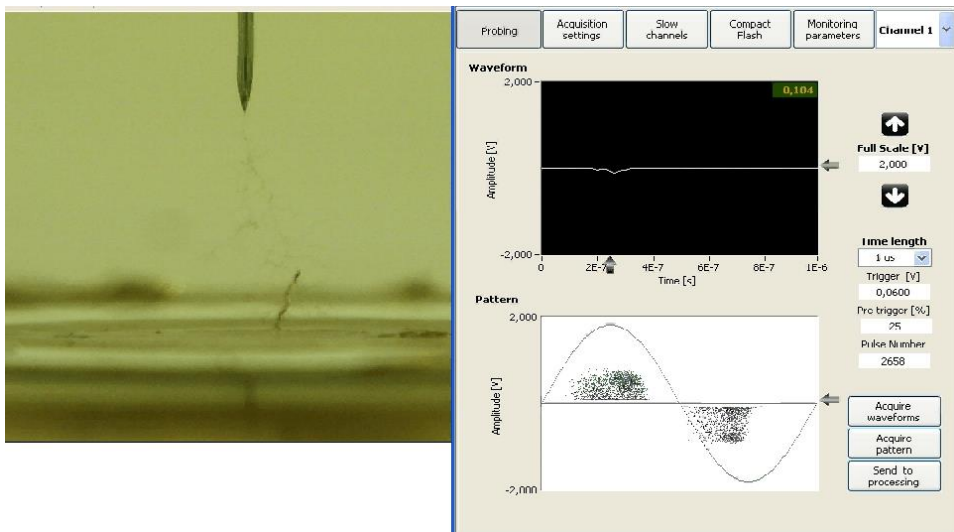 Probing
Acquisition
settings
Slow
channels
Compact
Flash
Monitoring
parameters
Channel 1
Waveform
2,000
0,104
Amplitude [V]
-2,000
0
2E-7
4E-7
6E-7
8E-7
1E-6
Time [s]
Full Scale [V]
2,000
Time length
1 us
Trigger [V]
0,0600
Pre trigger [%]
25
Pulse Number
2658
Pattern
2,000
Amplitude [V]
-2,000
Acquire
waveforms
Acquire
pattern
Send to
processing